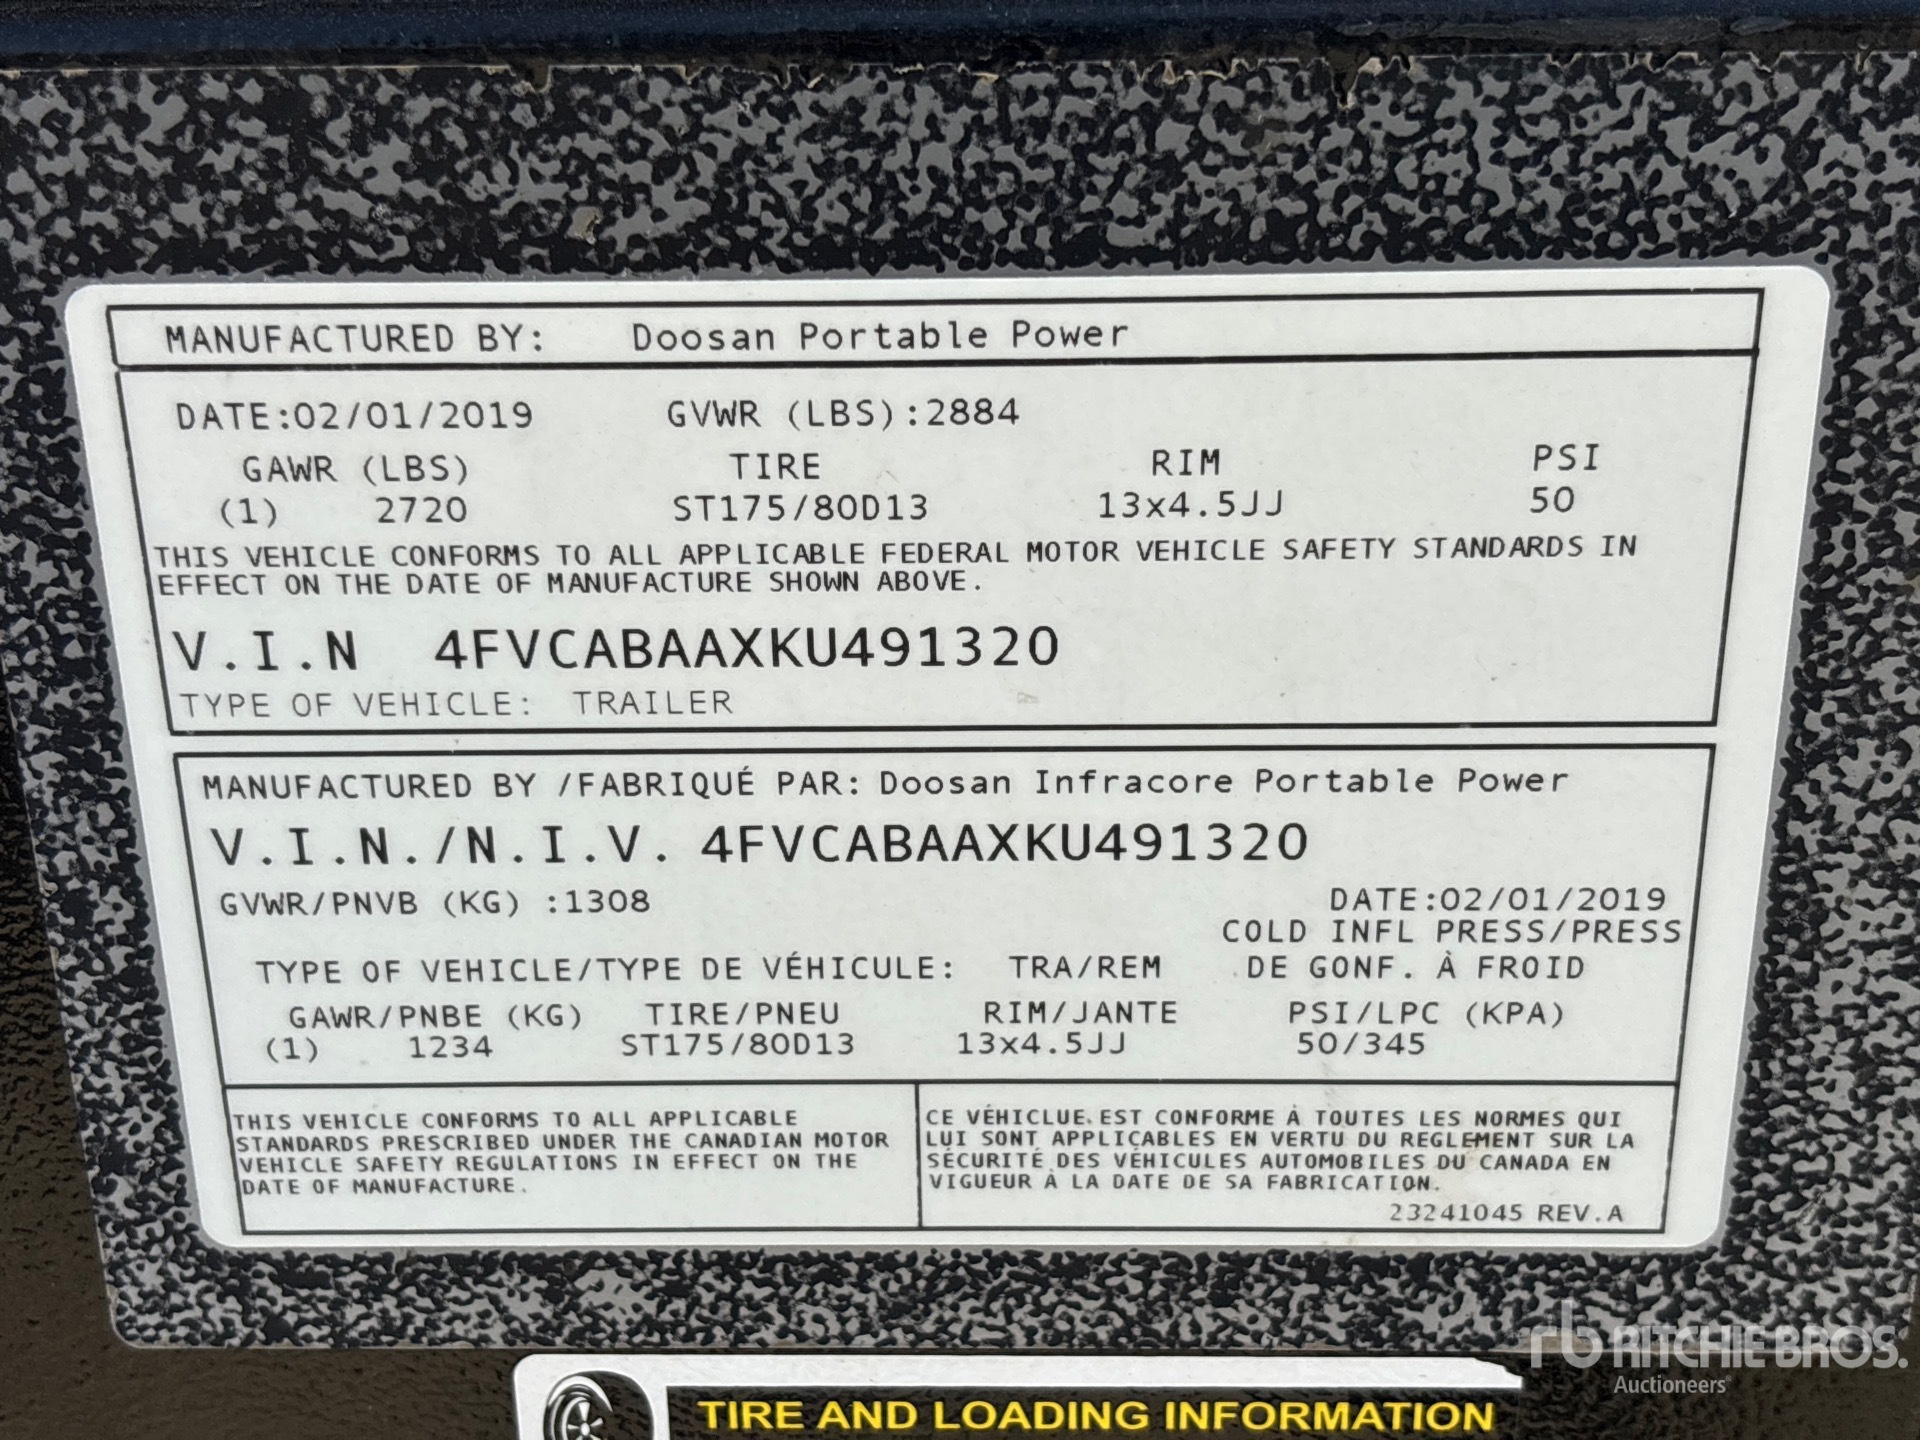 MANUFACTURED BY: Doosan Portable Power
DATE:02/01/2019 GVWR (LBS):2884
GAWR (LBS) TIRE RIM PSI
(1) 2720 ST175/80D13 13x4.5JJ 50
THIS VEHICLE CONFORMS TO ALL APPLICABLE FEDERAL MOTOR VEHICLE SAFETY STANDARDS IN
EFFECT ON THE DATE OF MANUFACTURE SHOWN ABOVE.
V.I.N 4FVCABAAXKU491320
TYPE OF VEHICLE: TRAILER
MANUFACTURED BY /FABRIQUÉ PAR: Doosan Infracore Portable Power
V.I.N./N.I.V. 4FVCABAAXKU491320
GVWR/PNVB (KG) :1308 DATE:02/01/2019
COLD INFL PRESS/PRESS
TYPE OF VEHICLE/TYPE DE VÉHICULE: TRA/REM DE GONF. À FROID
GAWR/PNBE (KG) TIRE/PNEU RIM/JANTE PSI/LPC (KPA)
(1) 1234 ST175/80D13 13x4.5JJ 50/345
THIS VEHICLE CONFORMS TO ALL APPLICABLE
STANDARDS PRESCRIBED UNDER THE CANADIAN MOTOR
VEHICLE SAFETY REGULATIONS IN EFFECT ON THE
DATE OF MANUFACTURE.
CE VÉHICLUE.EST CONFORME À TOUTES LES NORMES QUI
LUI SONT APPLICABLES EN VERTU DU REGLEMENT SUR LA
SÉCURITÉ DES VÉHICULES AUTOMOBILES DU CANADA EN
VIGUEUR À LA DATE DE SA FABRICATION.
23241045 REV.A
rb RITCHIE BROS.
Auctioneers
TIRE AND LOADING INFORMATION